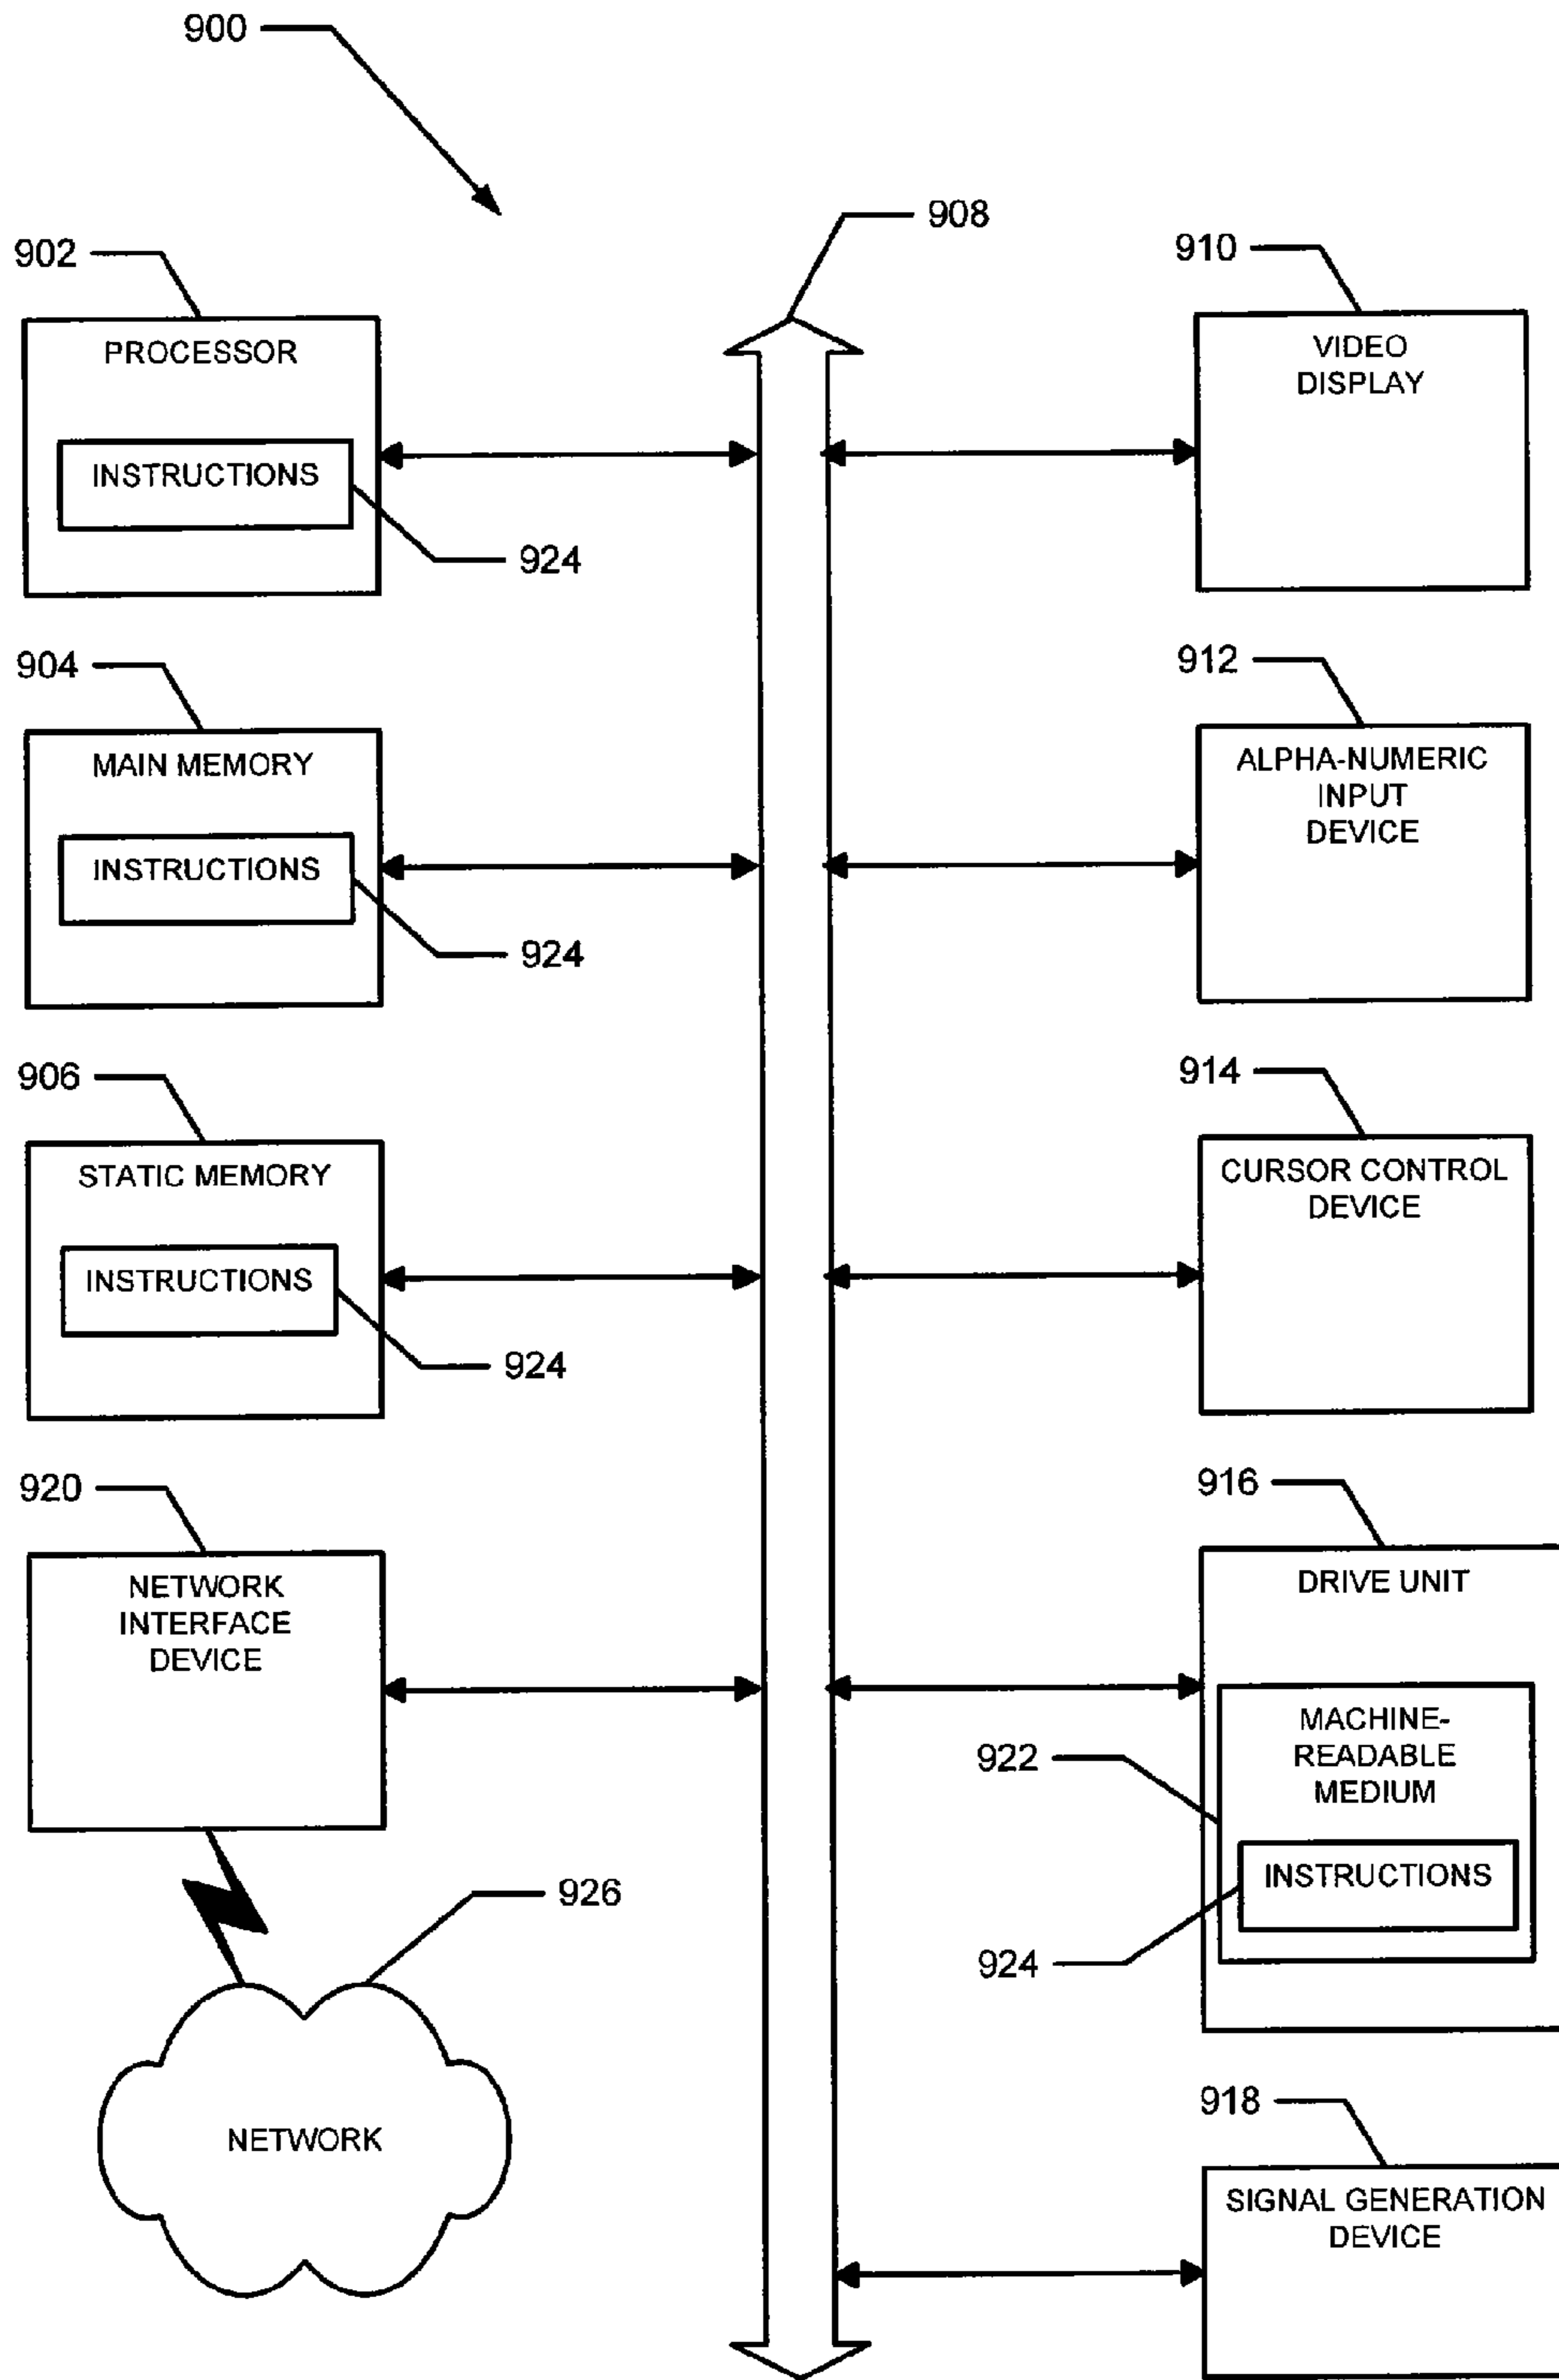 900
908
902
PROCESSOR
INSTRUCTIONS
924
910
VIDEO
DISPLAY
904
MAIN MEMORY
INSTRUCTIONS
924
912
ALPHA-NUMERIC
INPUT
DEVICE
906
STATIC MEMORY
INSTRUCTIONS
924
914
CURSOR CONTROL
DEVICE
920
NETWORK
INTERFACE
DEVICE
916
DRIVE UNIT
922
MACHINE-
READABLE
MEDIUM
INSTRUCTIONS
924
926
NETWORK
918
SIGNAL GENERATION
DEVICE